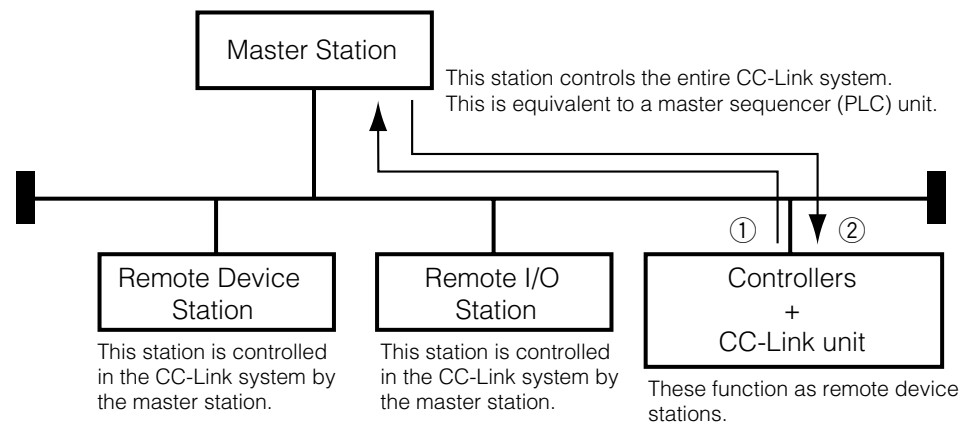 Master Station
This station controls the entire CC-Link system.
This is equivalent to a master sequencer (PLC) unit.
① ②
Remote Device
Station
This station is controlled
in the CC-Link system by
the master station.
Remote I/O
Station
This station is controlled
in the CC-Link system by
the master station.
Controllers
+
CC-Link unit
These function as remote device
stations.